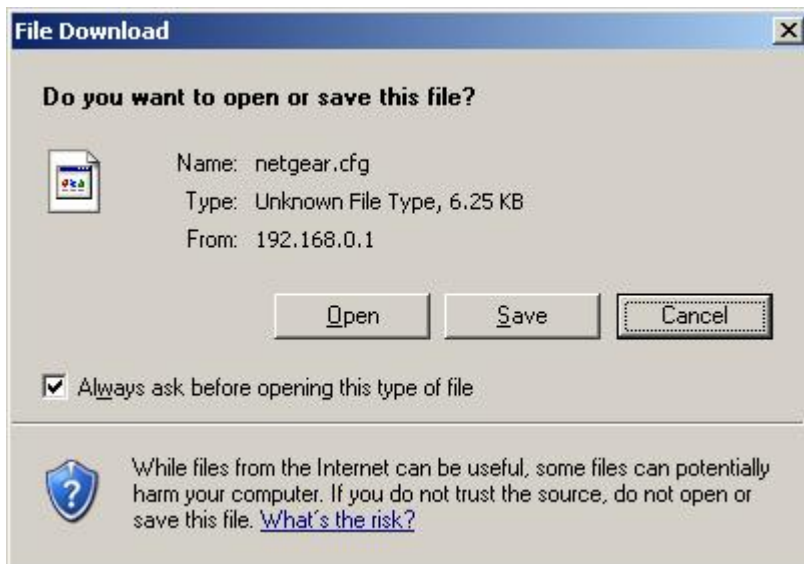 File Download
Do you want to open or save this file?
Name: netgear.cfg
Type: Unknown File Type, 6.25 KB
From: 192.168.0.1
Open Save Cancel
Always ask before opening this type of file
While files from the Internet can be useful, some files can potentially
harm your computer. If you do not trust the source, do not open or
save this file. What's the risk?